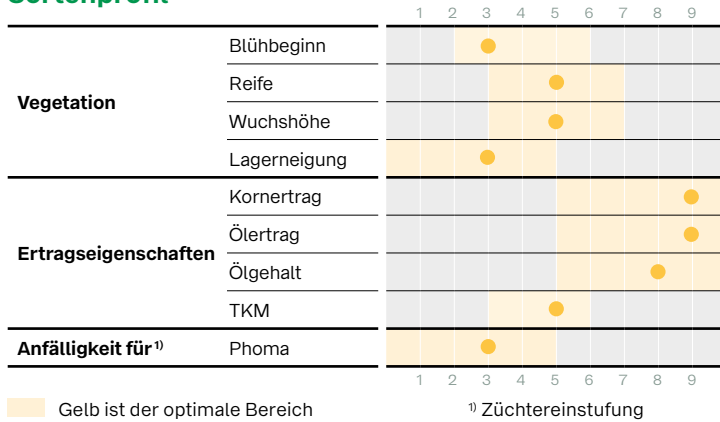 1 2 3 4 5 6 7 8 9
Blühbeginn
Reife
Vegetation
Wuchshöhe
Lagerneigung
Kornertrag
Ölertrag
Ertragseigenschaften
Ölgehalt
TKM
Anfälligkeit für 1) Phoma
1 2 3 4 5 6 7 8 9
Gelb ist der optimale Bereich
1) Züchtereinstufung